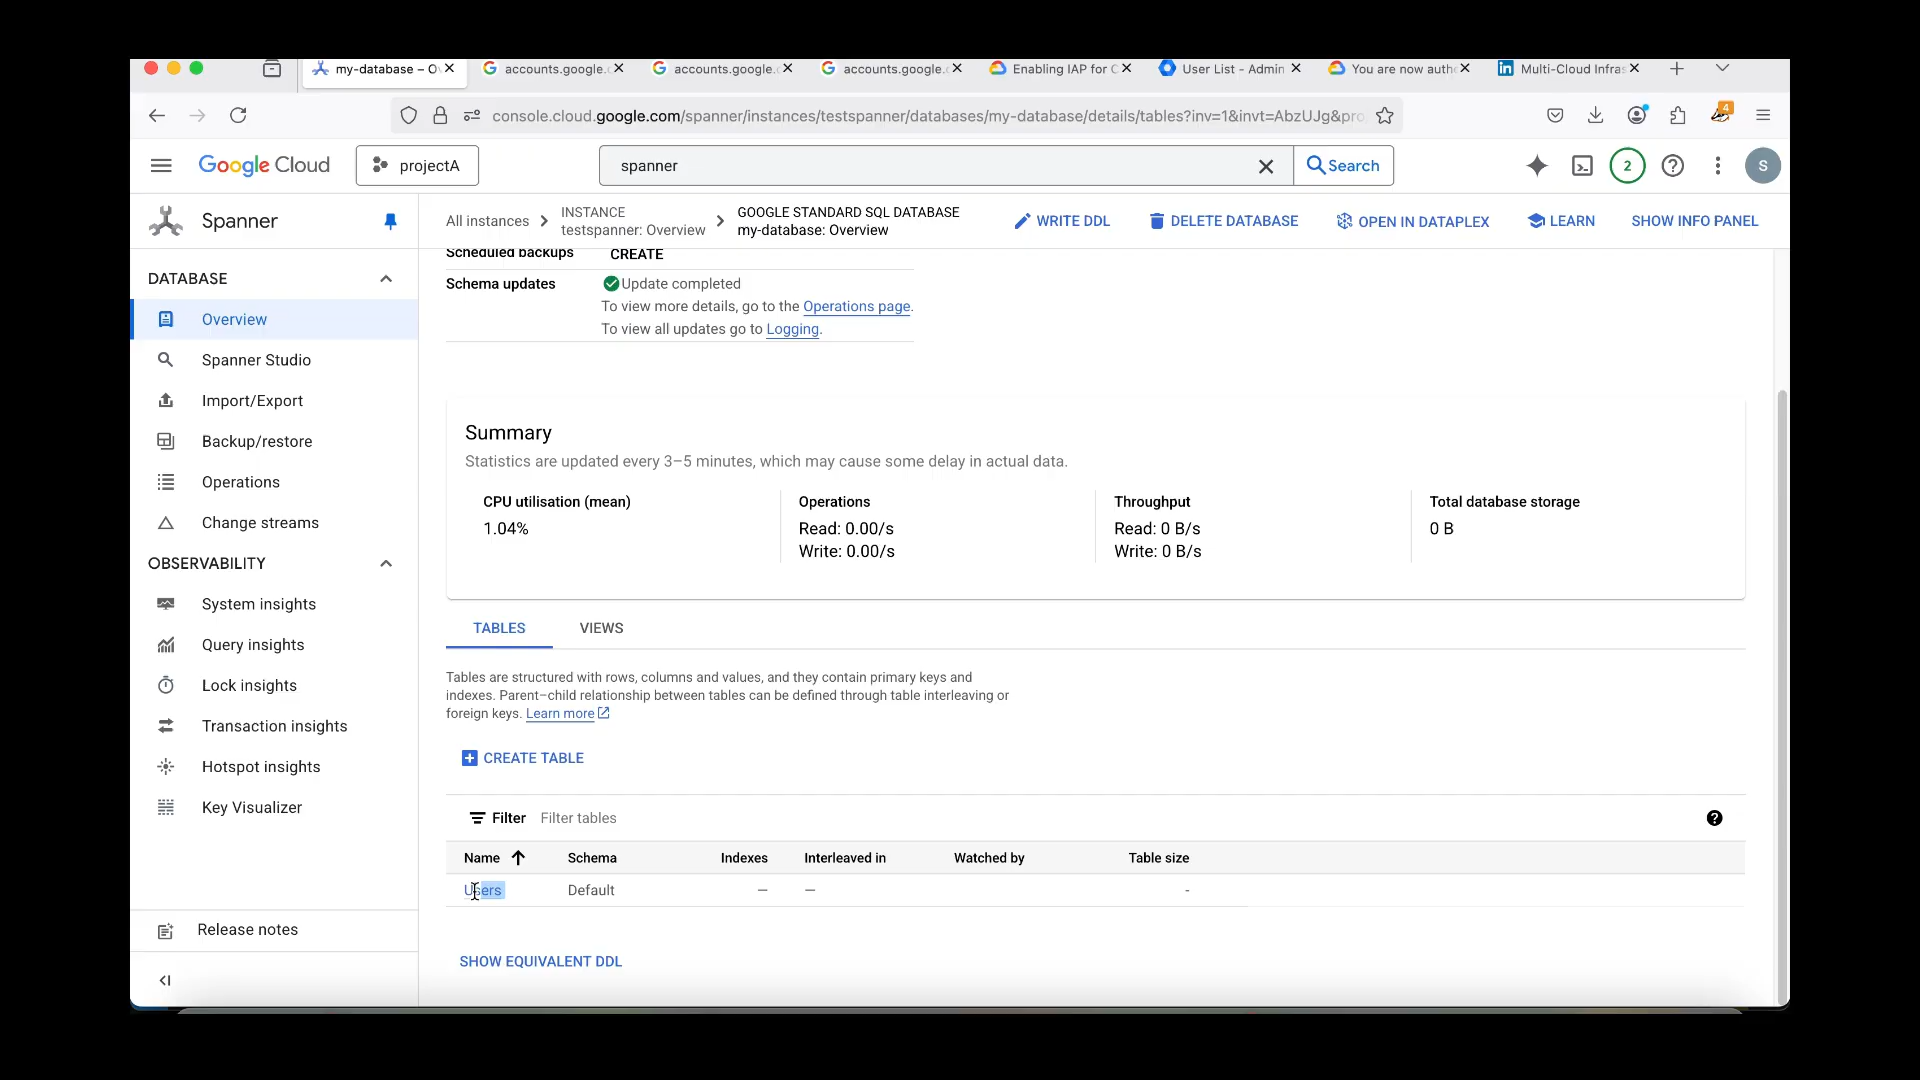 my-database – O
accounts.google.c
accounts.google.c
accounts.google.c
Enabling IAP for C
User List - Admin
You are now authe
Multi-Cloud Infras
console.cloud.google.com/spanner/instances/testspanner/databases/my-database/details/tables?inv=1&invt=AbzUJg&pro
4
Google Cloud
projectA
spanner
Search
2
S
Spanner
All instances
INSTANCE
testspanner: Overview
GOOGLE STANDARD SQL DATABASE
my-database: Overview
WRITE DDL
DELETE DATABASE
OPEN IN DATAPLEX
LEARN
SHOW INFO PANEL
DATABASE
Overview
Spanner Studio
Import/Export
Backup/restore
Operations
Change streams
OBSERVABILITY
System insights
Query insights
Lock insights
Transaction insights
Hotspot insights
Key Visualizer
Release notes
Scheduled backups
CREATE
Schema updates
Update completed
To view more details, go to the Operations page.
To view all updates go to Logging.
Summary
Statistics are updated every 3–5 minutes, which may cause some delay in actual data.
CPU utilisation (mean)
1.04%
Operations
Read: 0.00/s
Write: 0.00/s
Throughput
Read: 0 B/s
Write: 0 B/s
Total database storage
0 B
TABLES
VIEWS
Tables are structured with rows, columns and values, and they contain primary keys and
indexes. Parent–child relationship between tables can be defined through table interleaving or
foreign keys. Learn more
CREATE TABLE
Filter Filter tables
Name Schema Indexes Interleaved in Watched by Table size
Users Default — — -
SHOW EQUIVALENT DDL